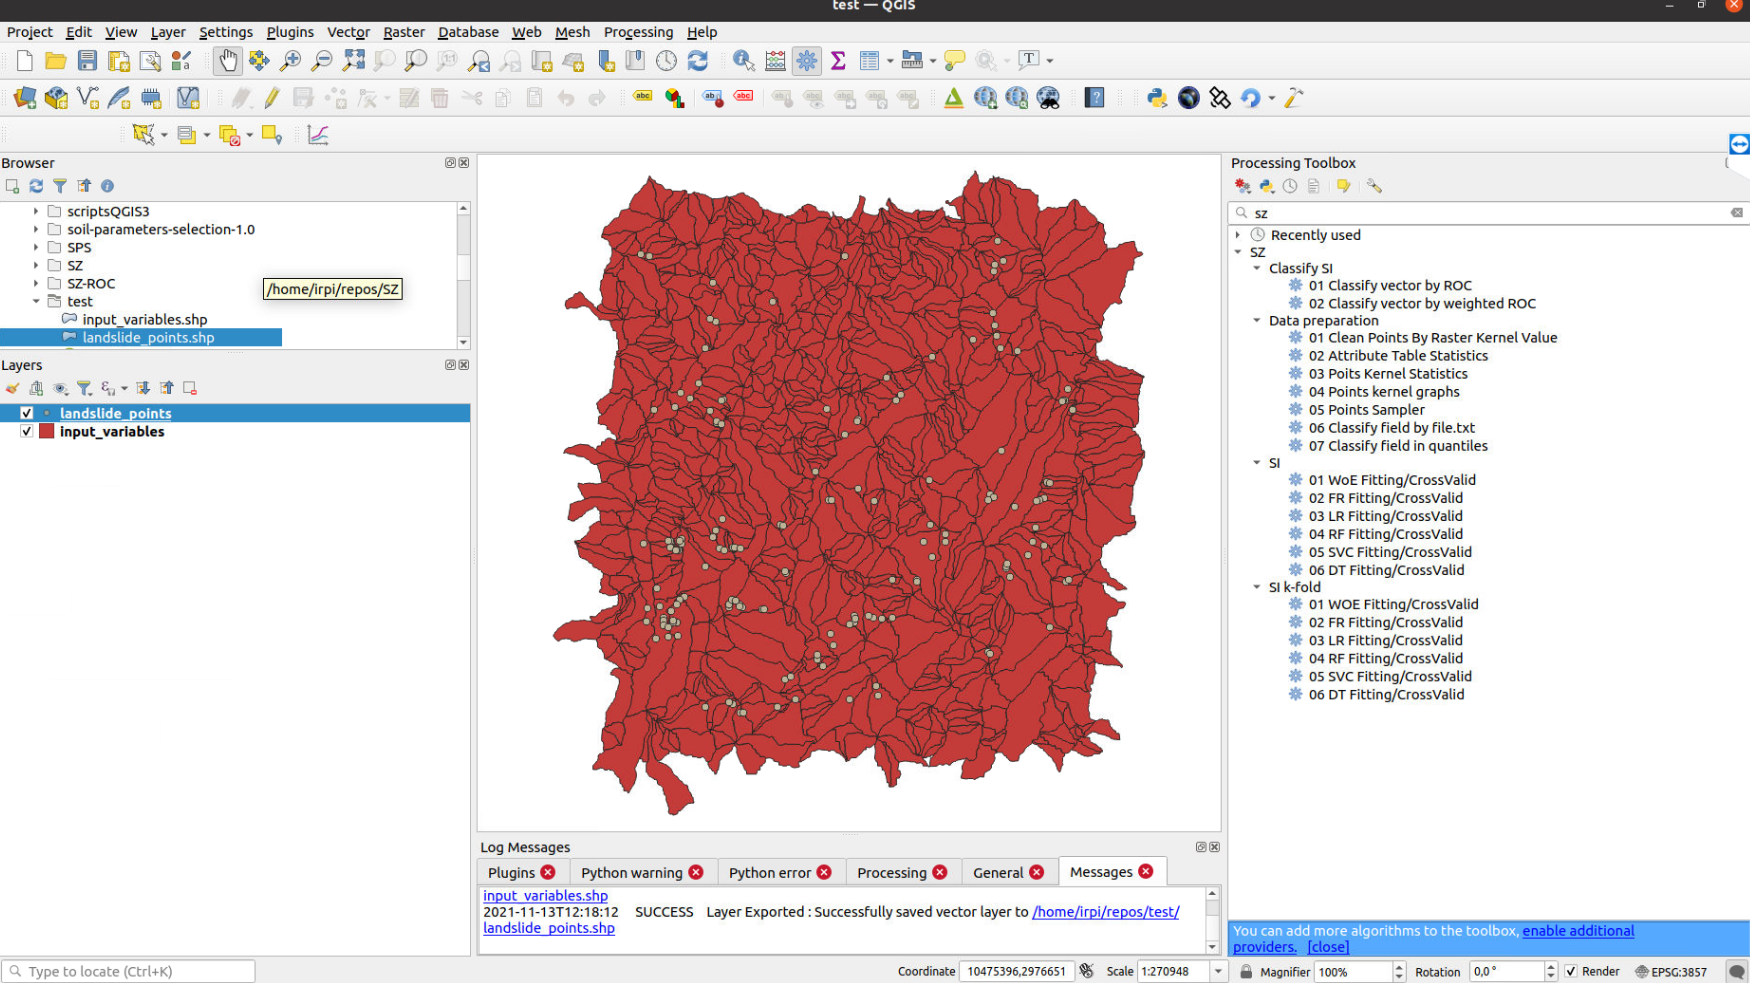 test — QGIS
Project Edit View Layer Settings Plugins Vector Raster Database Web Mesh Processing Help
Browser
scriptsQGIS3
soil-parameters-selection-1.0
SPS
SZ
SZ-ROC
/home/irpi/repos/SZ
test
input_variables.shp
landslide_points.shp
Layers
landslide_points
input_variables
Processing Toolbox
sz
Recently used
SZ
Classify SI
01 Classify vector by ROC
02 Classify vector by weighted ROC
Data preparation
01 Clean Points By Raster Kernel Value
02 Attribute Table Statistics
03 Poits Kernel Statistics
04 Points kernel graphs
05 Points Sampler
06 Classify field by file.txt
07 Classify field in quantiles
SI
01 WoE Fitting/CrossValid
02 FR Fitting/CrossValid
03 LR Fitting/CrossValid
04 RF Fitting/CrossValid
05 SVC Fitting/CrossValid
06 DT Fitting/CrossValid
SI k-fold
01 WOE Fitting/CrossValid
02 FR Fitting/CrossValid
03 LR Fitting/CrossValid
04 RF Fitting/CrossValid
05 SVC Fitting/CrossValid
06 DT Fitting/CrossValid
Log Messages
Plugins Python warning Python error Processing General Messages
input_variables.shp
2021-11-13T12:18:12 SUCCESS Layer Exported : Successfully saved vector layer to /home/irpi/repos/test/
landslide_points.shp
You can add more algorithms to the toolbox, enable additional
providers. [close]
Type to locate (Ctrl+K)
Coordinate 10475396,2976651 Scale 1:270948 Magnifier 100% Rotation 0,0 ° Render EPSG:3857